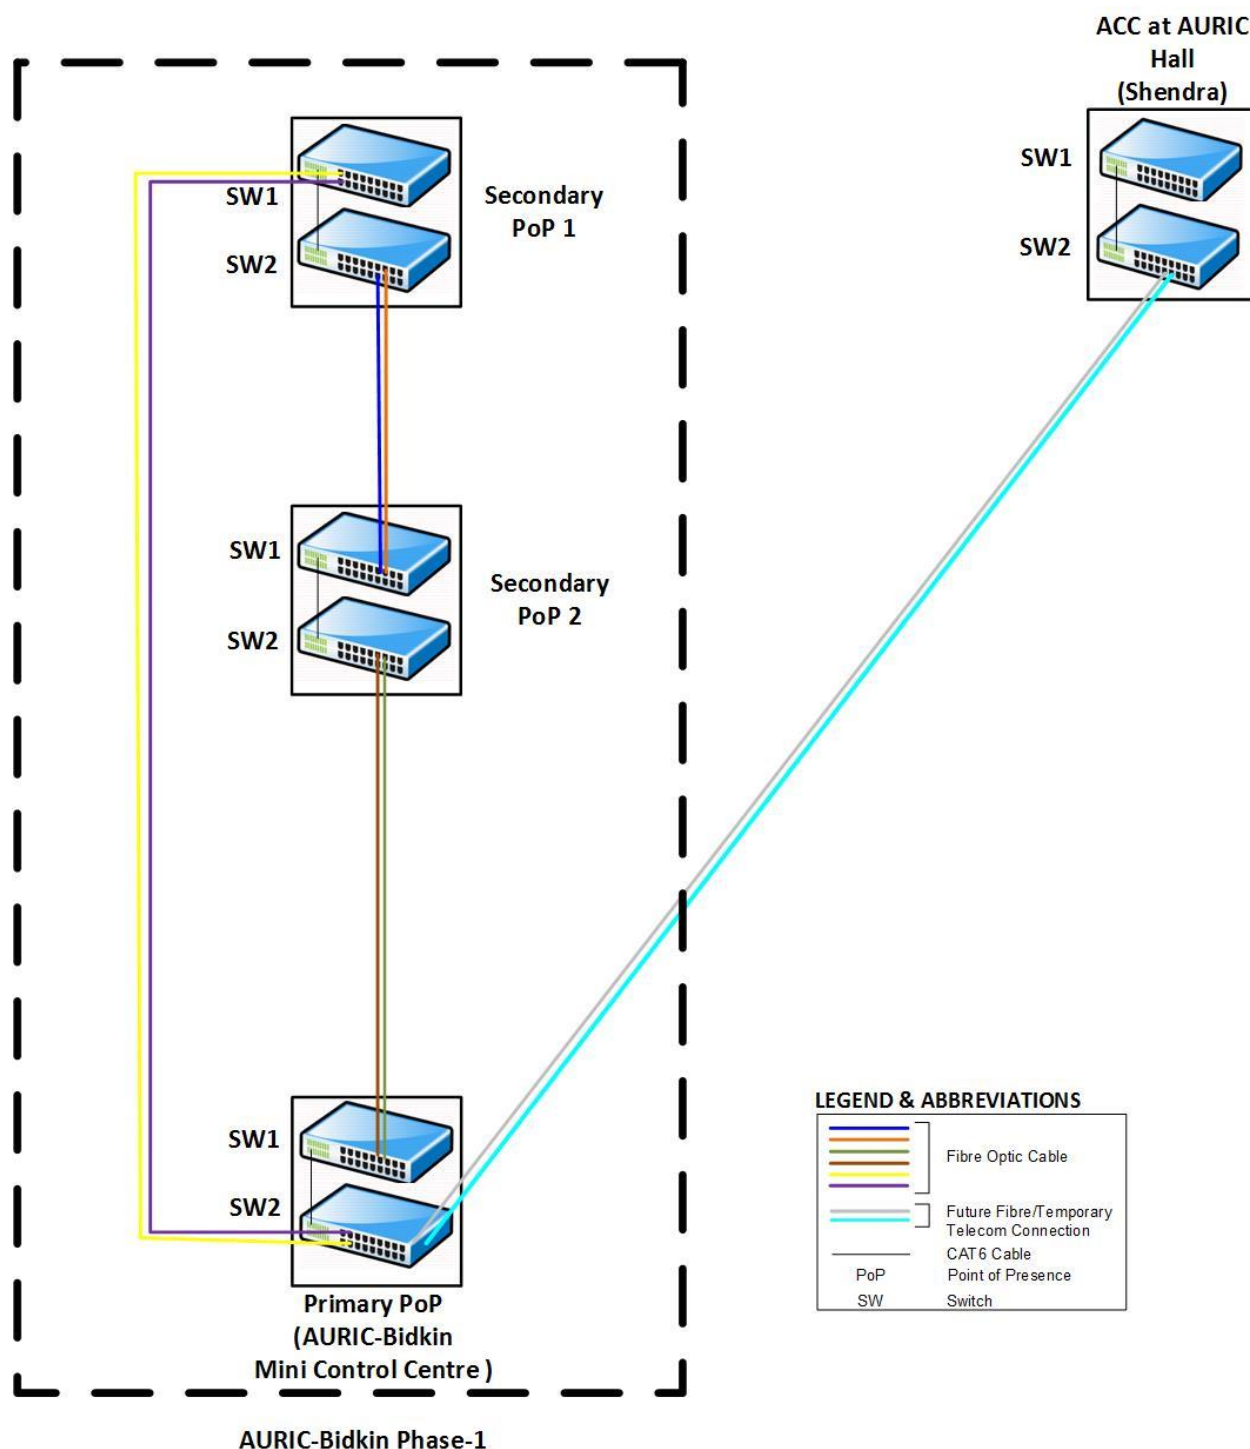 ACC at AURIC
Hall
(Shendra)
SW1
SW2
SW1
SW2
Secondary
PoP 1
SW1
SW2
Secondary
PoP 2
SW1
SW2
Primary PoP
(AURIC-Bidkin
Mini Control Centre )
LEGEND & ABBREVIATIONS
Fibre Optic Cable
Future Fibre/Temporary
Telecom Connection
CAT6 Cable
PoP Point of Presence
SW Switch
AURIC-Bidkin Phase-1